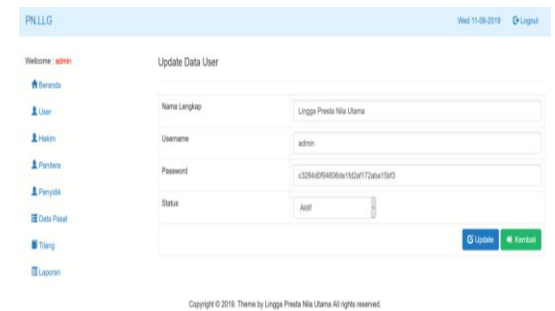 PN.LLG
Wed 11-09-2019 Logout
Wellcome : admin
Beranda
User
Hakim
Panitera
Penyidik
Data Pasal
Tilang
Laporan
Update Data User
Nama Lengkap
Lingga Presta Nila Utama
Username
admin
Password
Status
Aktif
Update
Kembali
Copyright © 2019. Theme by Lingga Presta Nila Utama All rights reserved.